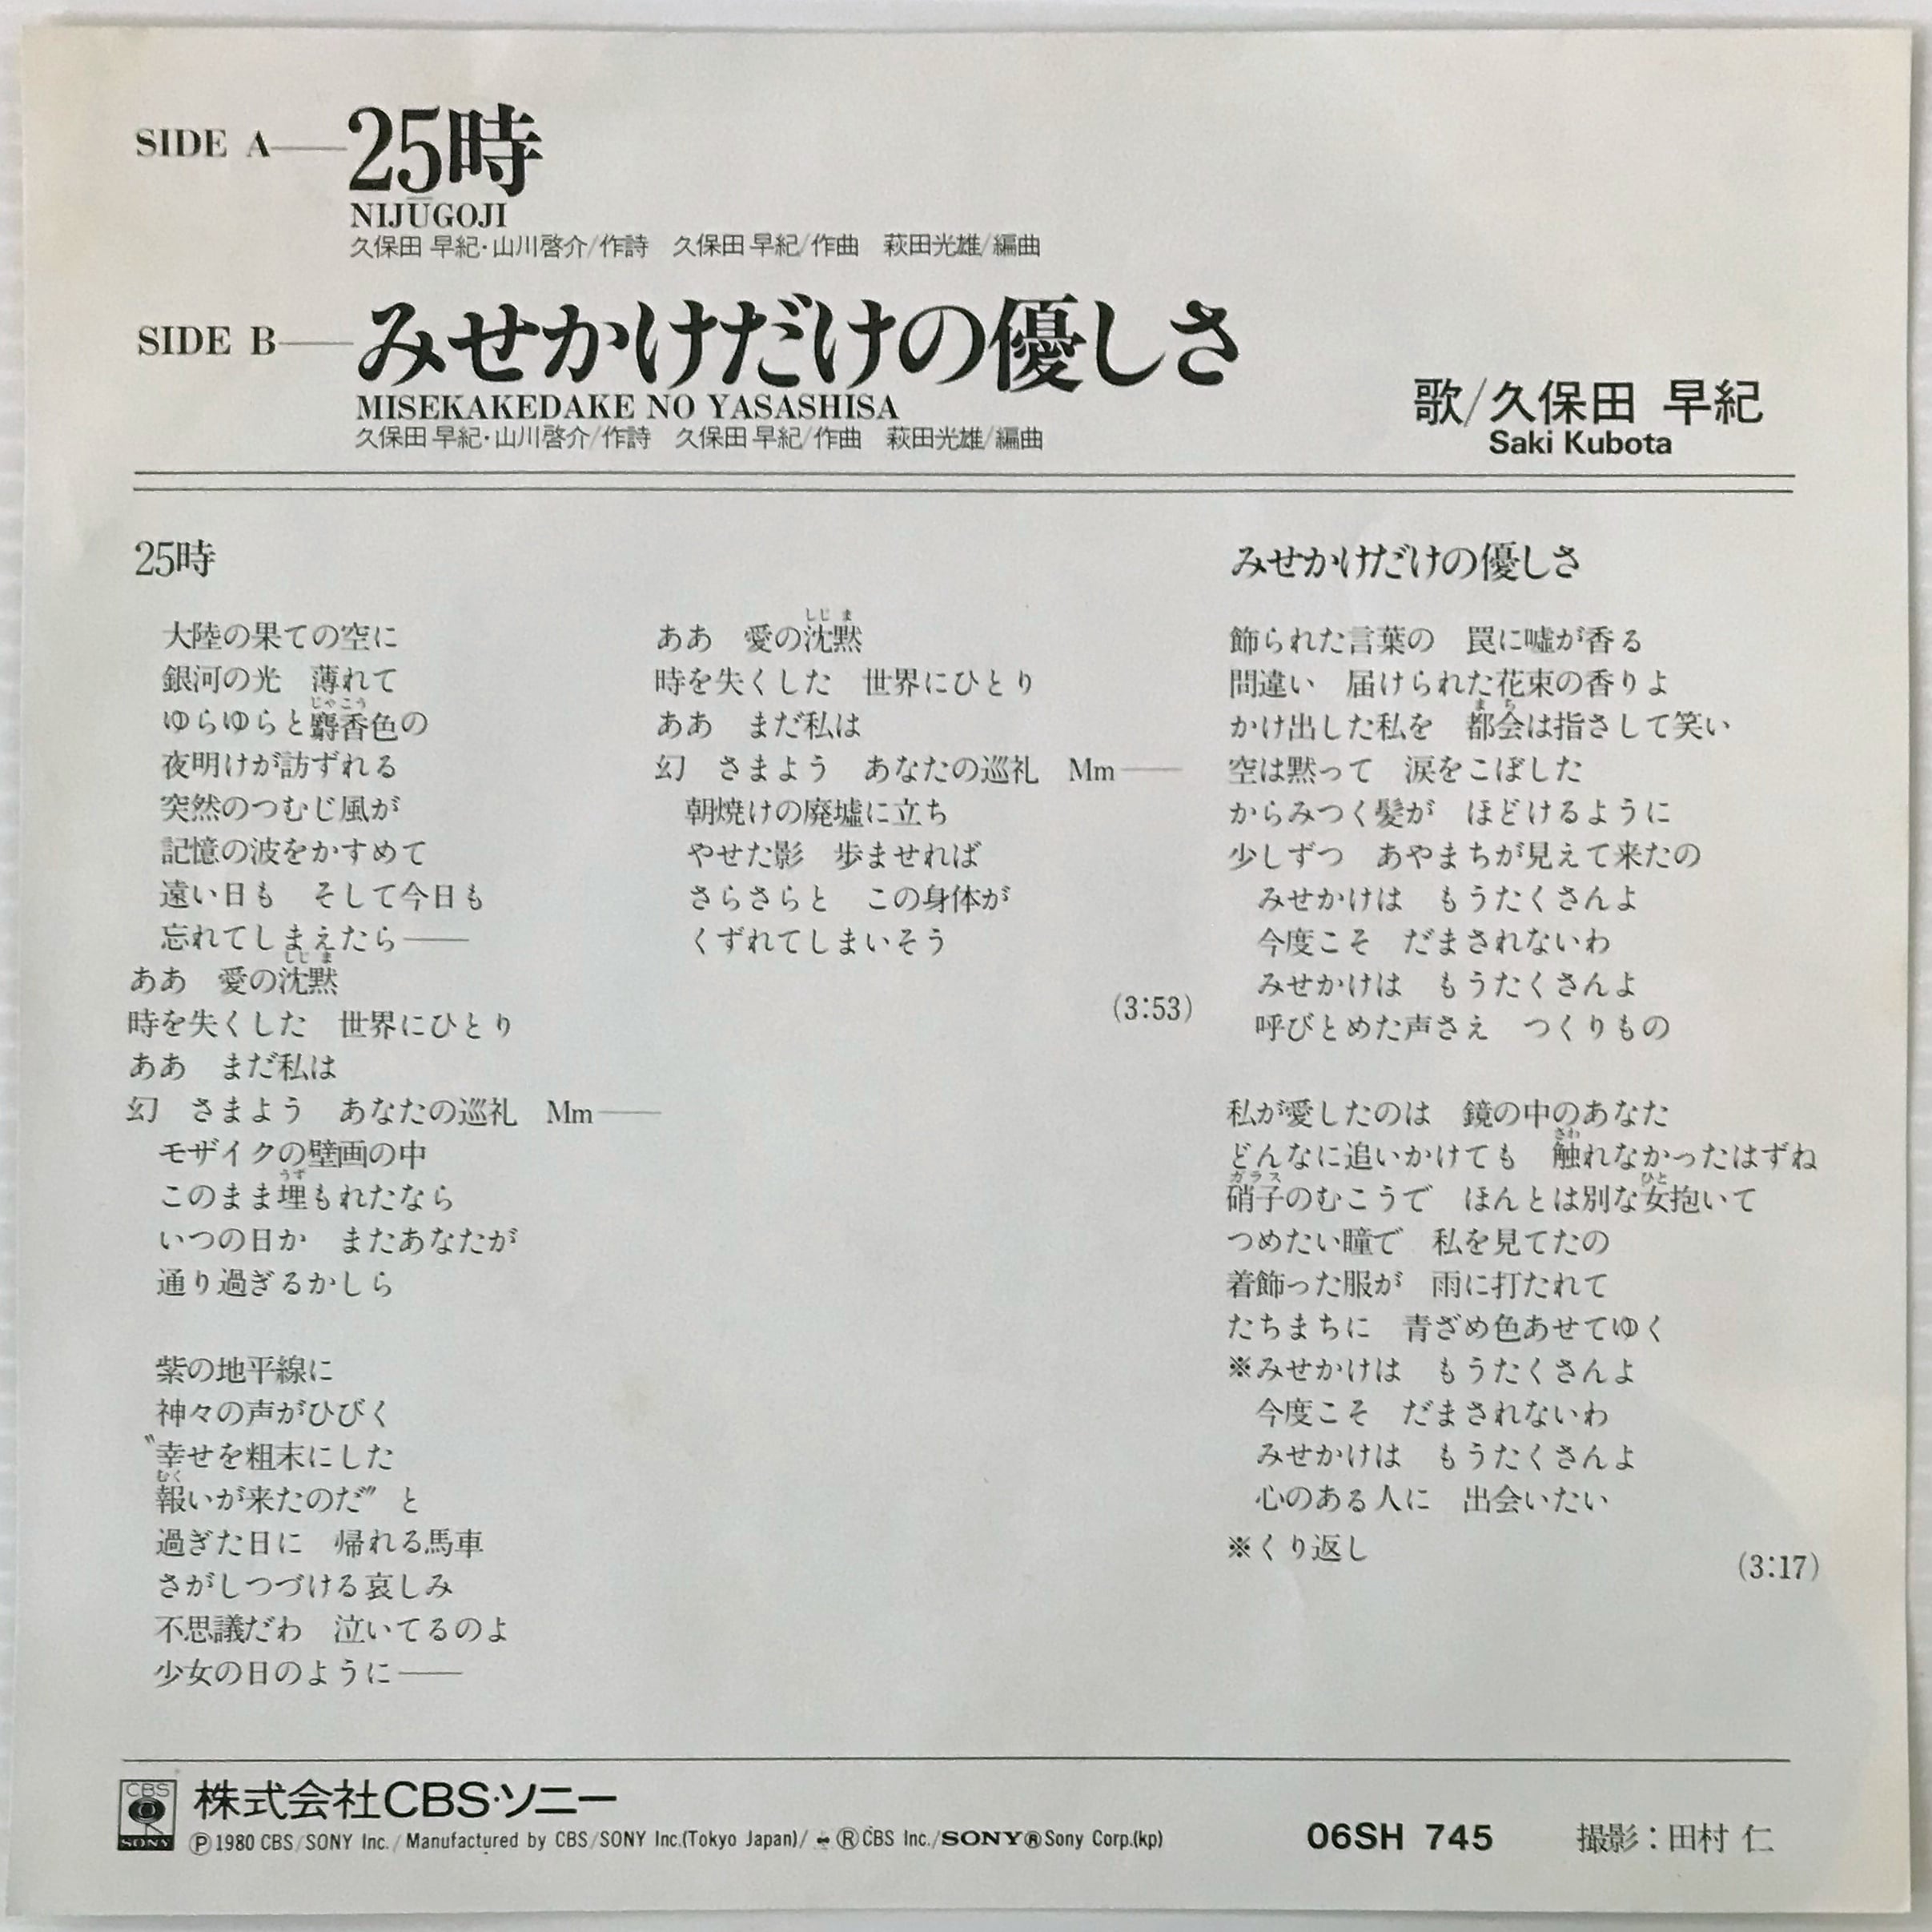 SIDE A——25時
NIJŪGOJI
久保田 早紀・山川啓介/作詩　久保田 早紀/作曲　萩田光雄/編曲
SIDE B——みせかけだけの優しさ
MISEKAKEDAKE NO YASASHISA
久保田 早紀・山川啓介/作詩　久保田 早紀/作曲　萩田光雄/編曲
歌/久保田 早紀
Saki Kubota
25時
大陸の果ての空に
銀河の光　薄れて
ゆらゆらと麝香色の
じゃこう
夜明けが訪ずれる
突然のつむじ風が
記憶の波をかすめて
遠い日も　そして今日も
忘れてしまえたら——
ああ　愛の沈黙
しじま
時を失くした　世界にひとり
ああ　まだ私は
幻　さまよう　あなたの巡礼　Mm——
モザイクの壁画の中
このまま埋もれたなら
うず
いつの日か　またあなたが
通り過ぎるかしら
紫の地平線に
神々の声がひびく
〝幸せを粗末にした
報いが来たのだ〞と
むく
過ぎた日に　帰れる馬車
さがしつづける哀しみ
不思議だわ　泣いてるのよ
少女の日のように——
ああ　愛の沈黙
しじま
時を失くした　世界にひとり
ああ　まだ私は
幻　さまよう　あなたの巡礼　Mm——
朝焼けの廃墟に立ち
やせた影　歩ませれば
さらさらと　この身体が
くずれてしまいそう
(3:53)
みせかけだけの優しさ
飾られた言葉の　罠に嘘が香る
間違い　届けられた花束の香りよ
かけ出した私を　都会は指さして笑い
まち
空は黙って　涙をこぼした
からみつく髪が　ほどけるように
少しずつ　あやまちが見えて来たの
みせかけは　もうたくさんよ
今度こそ　だまされないわ
みせかけは　もうたくさんよ
呼びとめた声さえ　つくりもの
私が愛したのは　鏡の中のあなた
どんなに追いかけても　触れなかったはずね
さわ
硝子のむこうで　ほんとは別な女抱いて
ガラス
ひと
つめたい瞳で　私を見てたの
着飾った服が　雨に打たれて
たちまちに　青ざめ色あせてゆく
※みせかけは　もうたくさんよ
今度こそ　だまされないわ
みせかけは　もうたくさんよ
心のある人に　出会いたい
※くり返し
(3:17)
CBS
SONY
株式会社CBS・ソニー
Ⓟ1980 CBS/SONY Inc./Manufactured by CBS/SONY Inc.(Tokyo Japan)/ ®CBS Inc./SONY®Sony Corp.(kp)
06SH 745
撮影：田村 仁